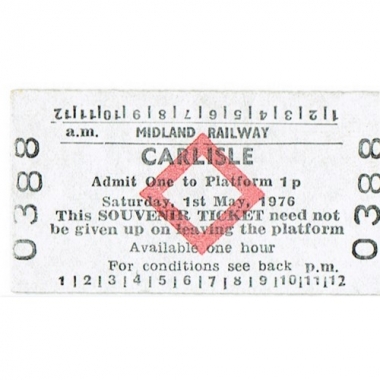 1|2|3|4|5|6|7|8|9|10|11|12
a.m. MIDLAND RAILWAY
CARLISLE
Admit One to Platform 1p
Saturday, 1st May, 1976
This SOUVENIR TICKET need not
be given up on leaving the platform
Available one hour
For conditions see back p.m.
1|2|3|4|5|6|7|8|9|10|11|12
0388
0388